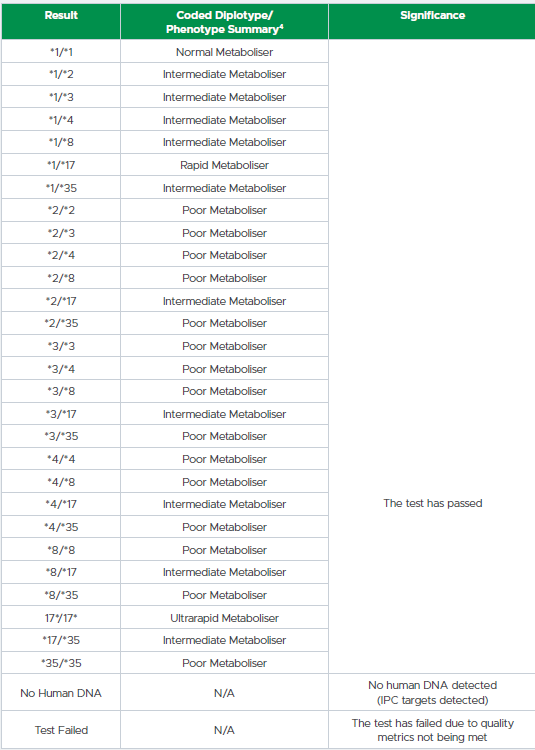 Result Coded Diplotype/ Significance
Phenotype Summary4
*1/*1 Normal Metaboliser
*1/*2 Intermediate Metaboliser
*1/*3 Intermediate Metaboliser
*1/*4 Intermediate Metaboliser
*1/*8 Intermediate Metaboliser
*1/*17 Rapid Metaboliser
*1/*35 Intermediate Metaboliser
*2/*2 Poor Metaboliser
*2/*3 Poor Metaboliser
*2/*4 Poor Metaboliser
*2/*8 Poor Metaboliser
*2/*17 Intermediate Metaboliser
*2/*35 Poor Metaboliser
*3/*3 Poor Metaboliser
*3/*4 Poor Metaboliser
*3/*8 Poor Metaboliser
*3/*17 Intermediate Metaboliser
*3/*35 Poor Metaboliser
*4/*4 Poor Metaboliser
*4/*8 Poor Metaboliser
*4/*17 Intermediate Metaboliser The test has passed
*4/*35 Poor Metaboliser
*8/*8 Poor Metaboliser
*8/*17 Intermediate Metaboliser
*8/*35 Poor Metaboliser
17*/17* Ultrarapid Metaboliser
*17/*35 Intermediate Metaboliser
*35/*35 Poor Metaboliser
No Human DNA N/A No human DNA detected
(IPC targets detected)
Test Failed N/A The test has failed due to quality
metrics not being met